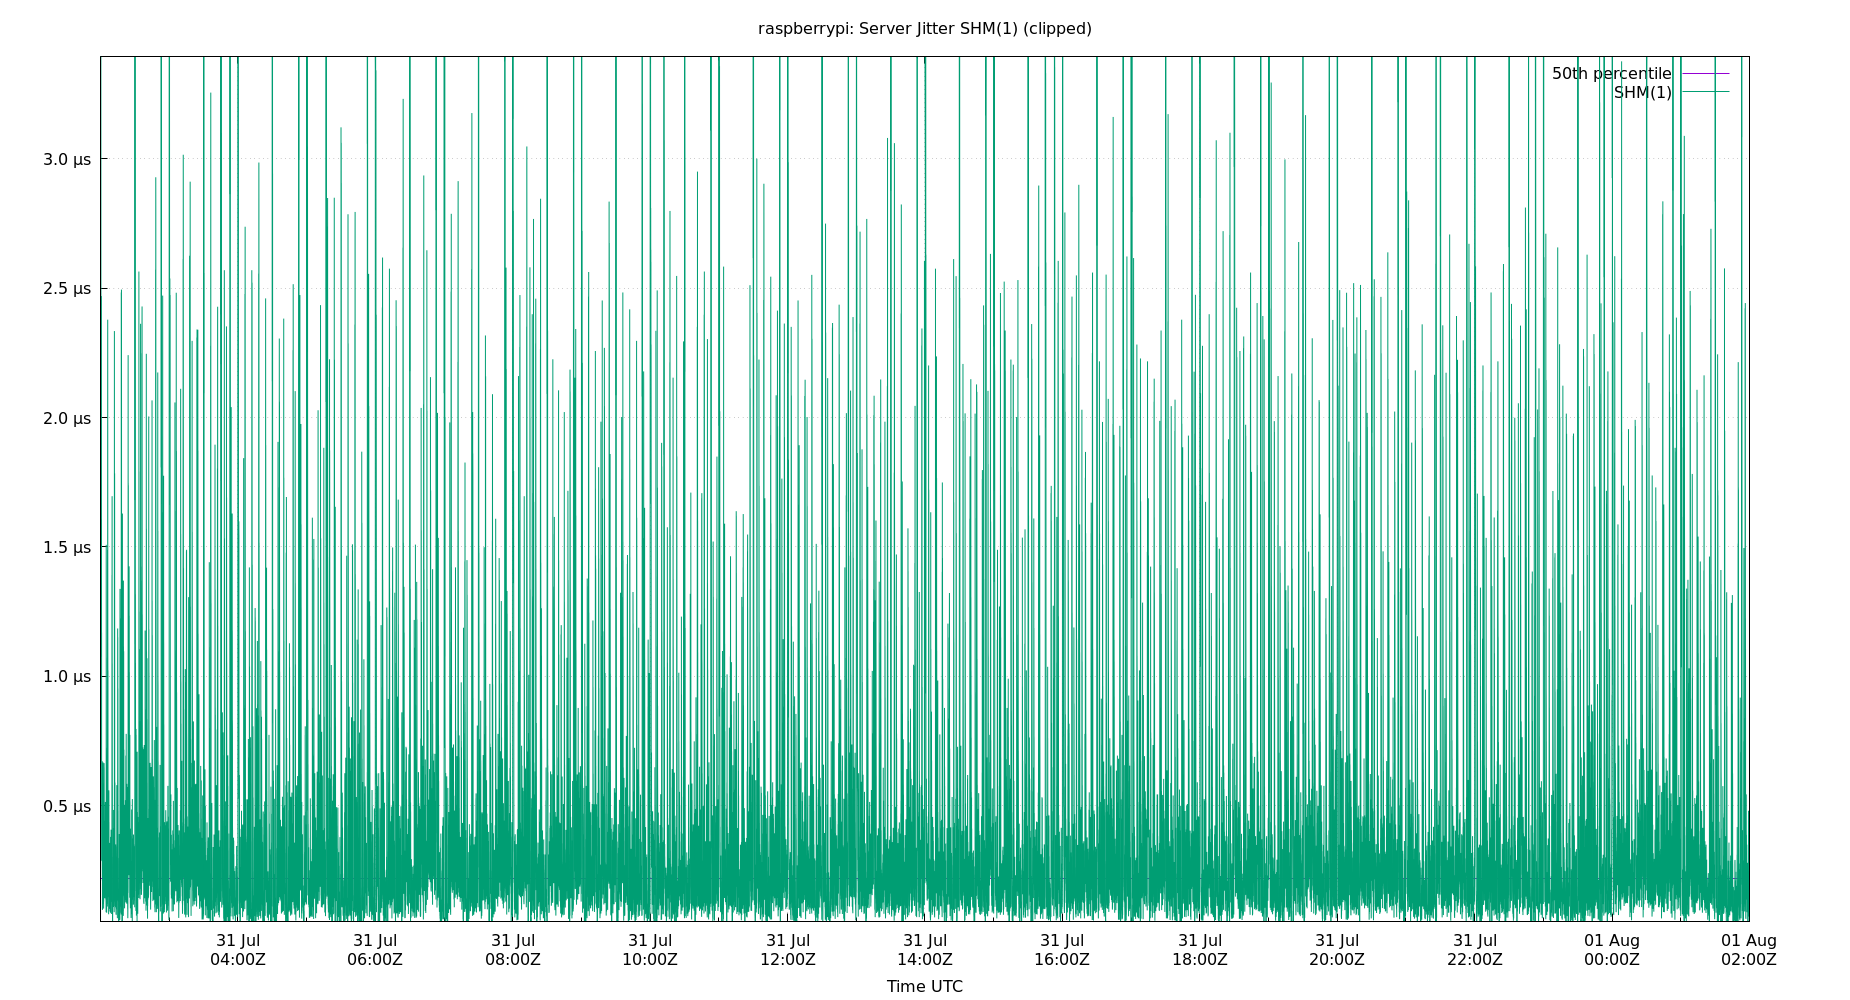 raspberrypi: Server Jitter SHM(1) (clipped)
50th percentile
SHM(1)
3.0 µs
2.5 µs
2.0 µs
1.5 µs
1.0 µs
0.5 µs
31 Jul 31 Jul 31 Jul 31 Jul 31 Jul 31 Jul 31 Jul 31 Jul 31 Jul 31 Jul 01 Aug 01 Aug
04:00Z 06:00Z 08:00Z 10:00Z 12:00Z 14:00Z 16:00Z 18:00Z 20:00Z 22:00Z 00:00Z 02:00Z
Time UTC